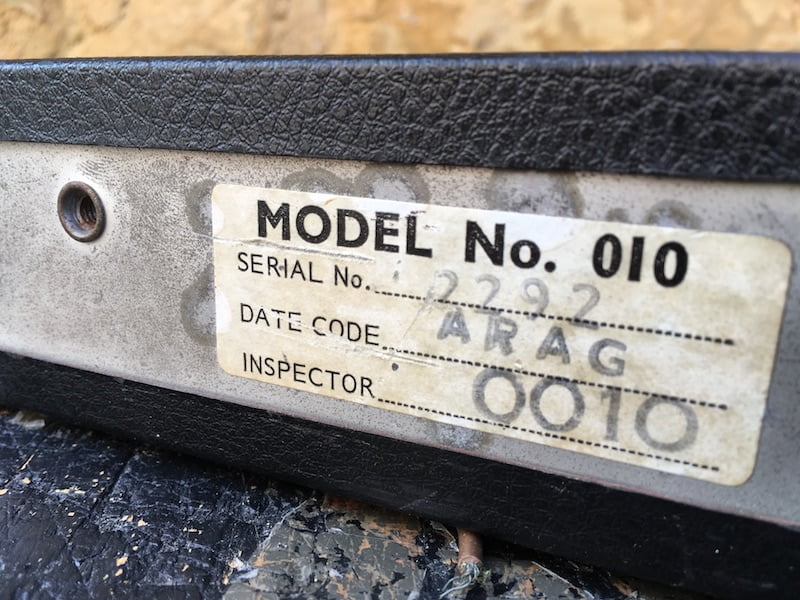 MODEL No. 010
SERIAL No. 2292
DATE CODE ARAG
INSPECTOR 0010